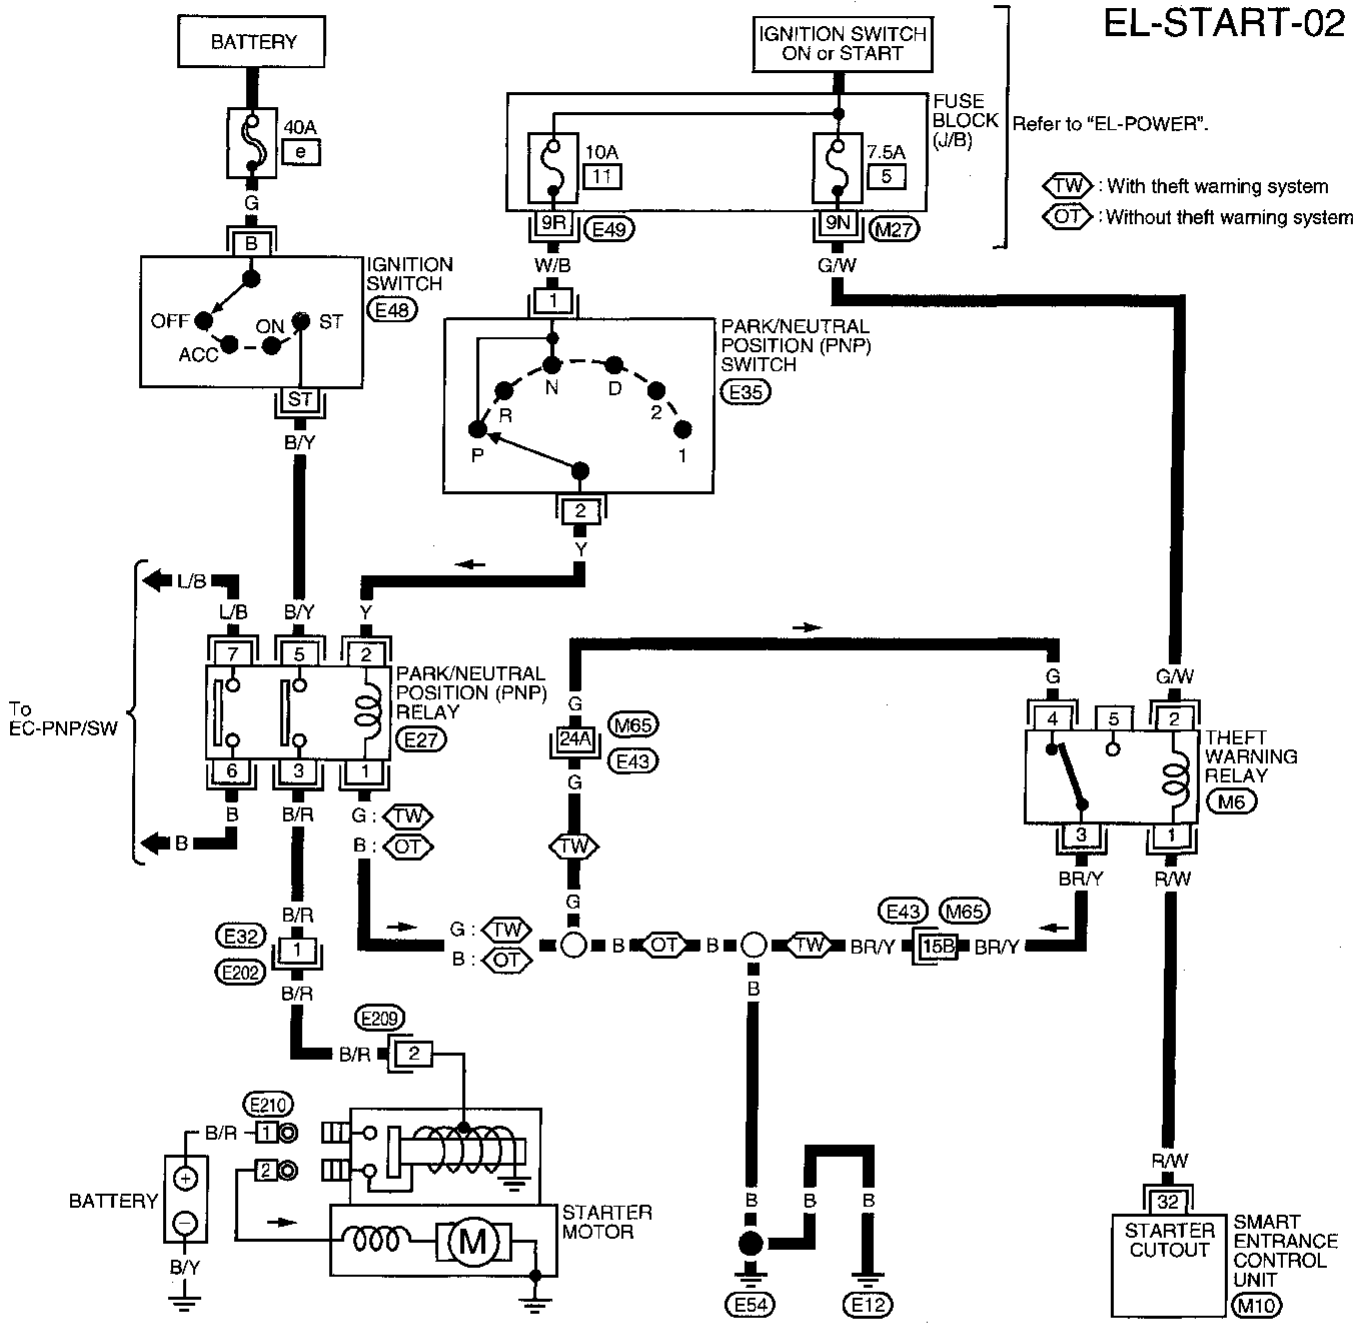 EL-START-02
BATTERY
IGNITION SWITCH
ON or START
FUSE
BLOCK
(J/B)
Refer to "EL-POWER".
40A
e
10A
11
7.5A
5
TW : With theft warning system
OT : Without theft warning system
G
9R
E49
9N
M27
B
W/B
G/W
IGNITION
SWITCH
E48
1
OFF
ACC
ON
ST
PARK/NEUTRAL
POSITION (PNP)
SWITCH
E35
N
D
R
2
P
1
ST
B/Y
2
Y
L/B
L/B
B/Y
Y
7
5
2
PARK/NEUTRAL
POSITION (PNP)
RELAY
E27
To
EC-PNP/SW
6
3
1
B
B/R
G : TW
B : OT
B
G
24A
M65
E43
G
TW
G
G
G/W
4
5
2
THEFT
WARNING
RELAY
M6
3
1
BR/Y
R/W
G : TW
B : OT
B
OT
B
TW
BR/Y
E43
M65
15B
BR/Y
B
B/R
E32
1
E202
B/R
E209
B/R
2
E210
B/R
1
2
BATTERY
+
−
B/Y
M
STARTER
MOTOR
B
B
B
E54
E12
R/W
32
STARTER
CUTOUT
SMART
ENTRANCE
CONTROL
UNIT
M10